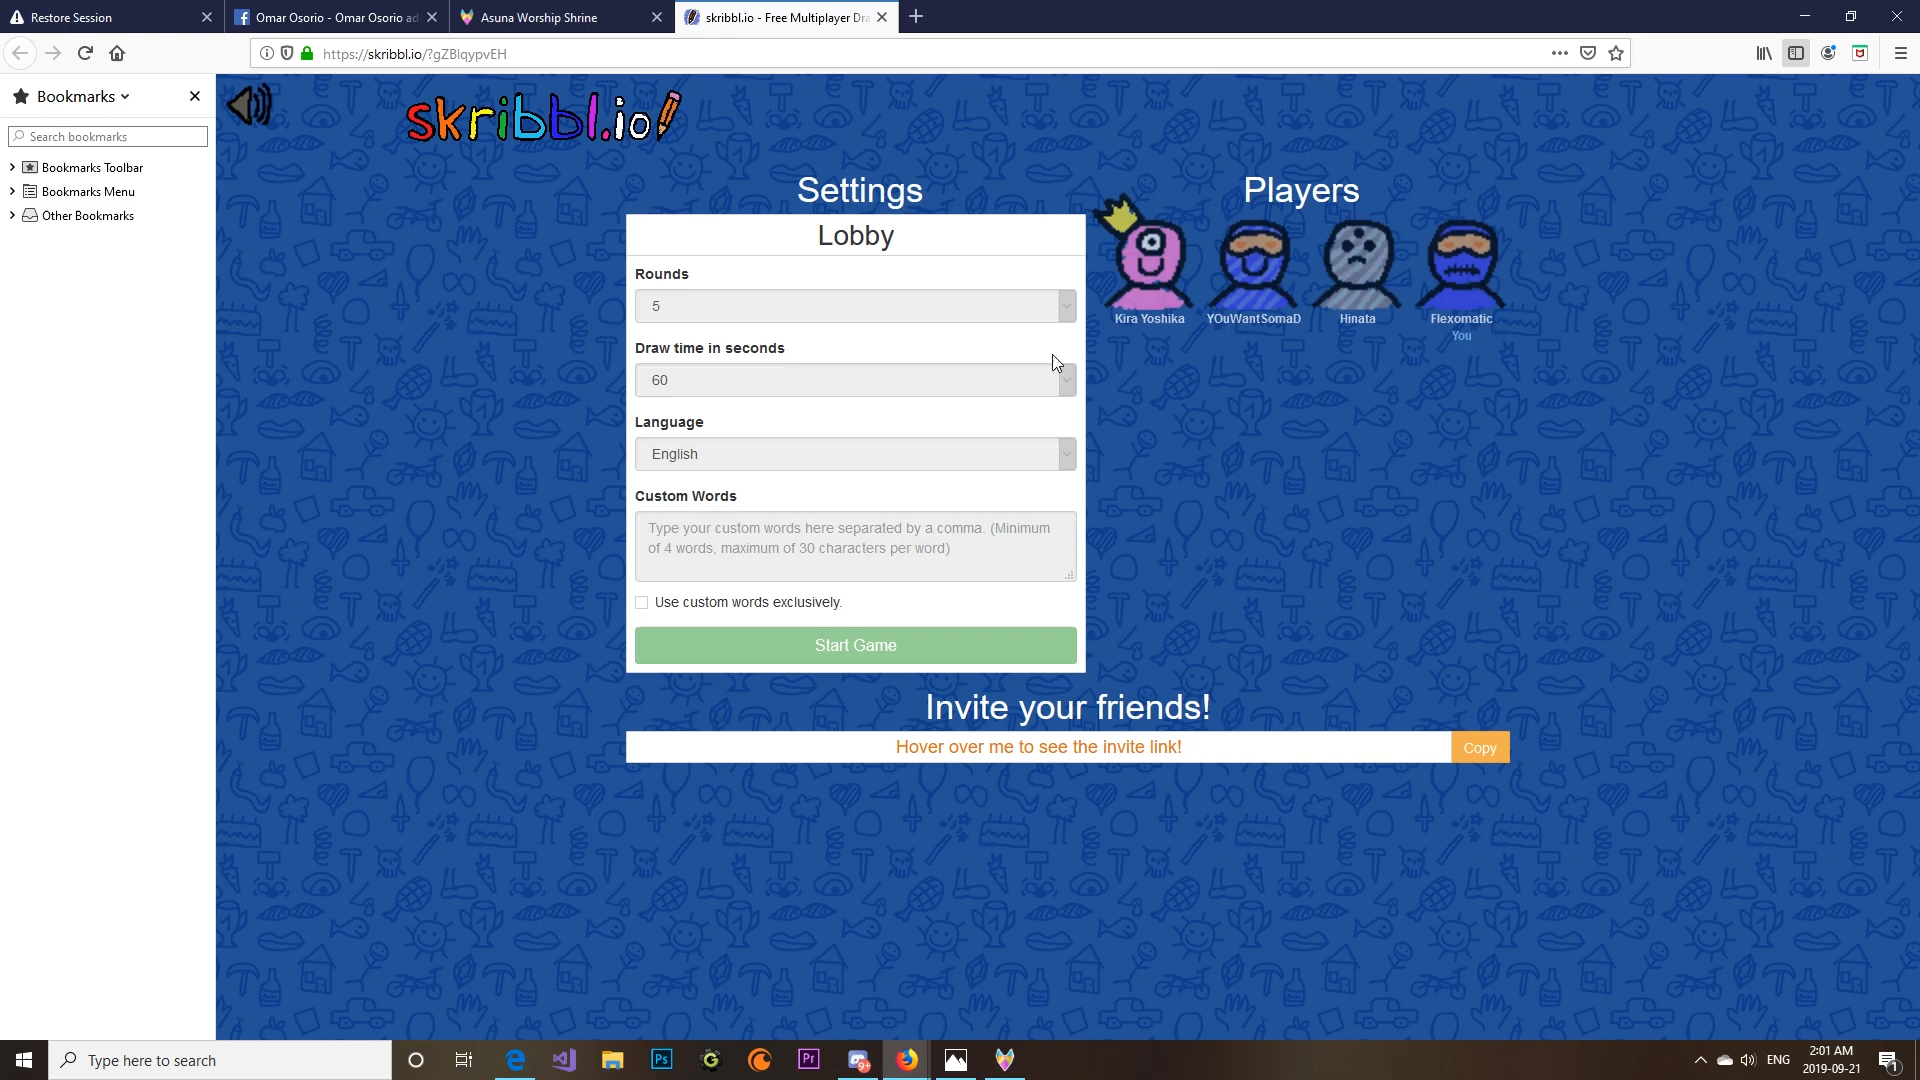 Restore Session
Omar Osorio - Omar Osorio ad
Asuna Worship Shrine
skribbl.io - Free Multiplayer Dra
https://skribbl.io/?gZBlqypvEH
Bookmarks
Search bookmarks
Bookmarks Toolbar
Bookmarks Menu
Other Bookmarks
skribbl.io
Settings
Players
Lobby
Rounds
5
Draw time in seconds
60
Language
English
Custom Words
Type your custom words here separated by a comma. (Minimum
of 4 words, maximum of 30 characters per word)
Use custom words exclusively.
Start Game
Kira Yoshika
YOuWantSomaD
Hinata
Flexomatic
You
Invite your friends!
Hover over me to see the invite link!
Copy
Type here to search
Ps
Pr
9+
ENG
2:01 AM
2019-09-21
1